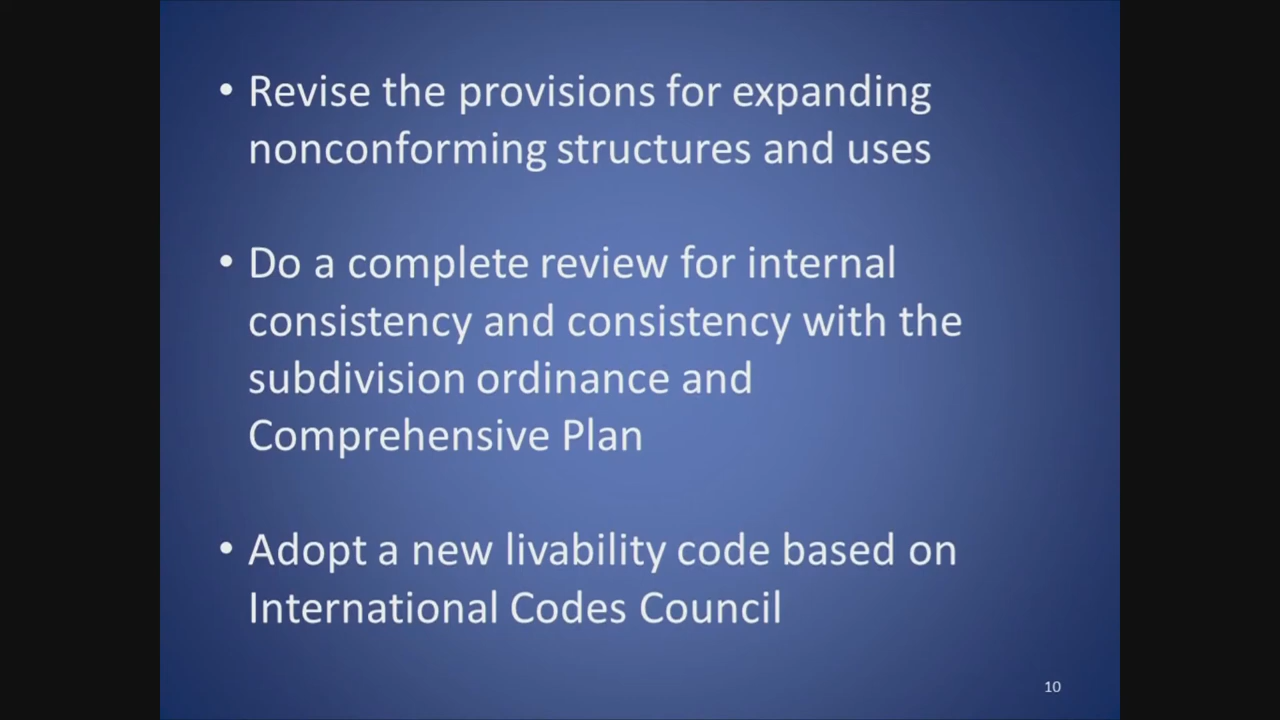 • Revise the provisions for expanding
nonconforming structures and uses
• Do a complete review for internal
consistency and consistency with the
subdivision ordinance and
Comprehensive Plan
• Adopt a new livability code based on
International Codes Council
10